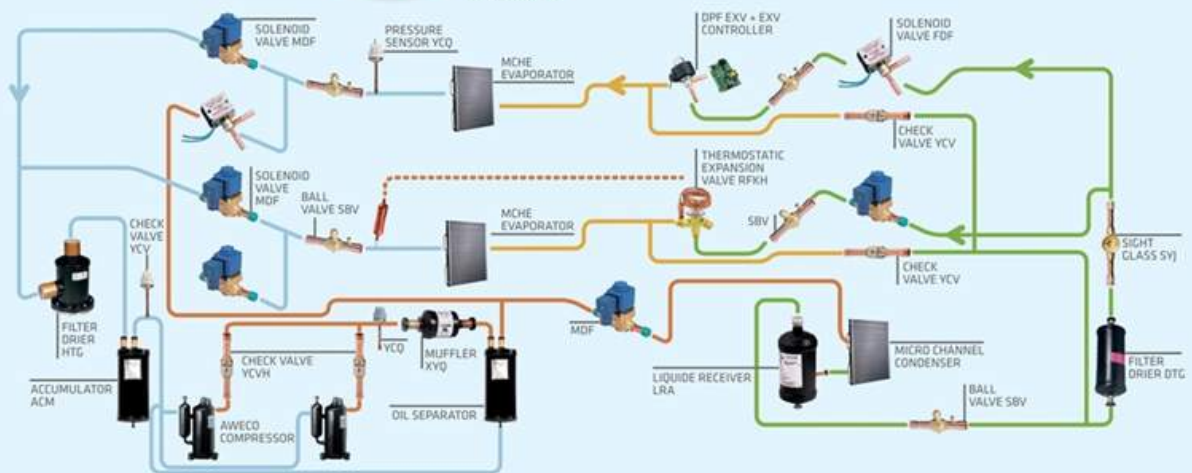 SOLENOID
VALVE MDF
PRESSURE
SENSOR YCQ
MCHE
EVAPORATOR
DPF EXV + EXV
CONTROLLER
SOLENOID
VALVE FDF
CHECK
VALVE YCV
SOLENOID
VALVE
MDF
BALL
VALVE SBV
MCHE
EVAPORATOR
THERMOSTATIC
EXPANSION
VALVE RFKH
SBV
CHECK
VALVE YCV
SIGHT
GLASS SYJ
CHECK
VALVE
YCV
FILTER
DRIER
HTG
ACCUMULATOR
ACM
CHECK VALVE
YCVH
AWECO
COMPRESSOR
YCQ
MUFFLER
XYQ
OIL SEPARATOR
MDF
LIQUIDE RECEIVER
LRA
MICRO CHANNEL
CONDENSER
BALL
VALVE SBV
FILTER
DRIER DTG